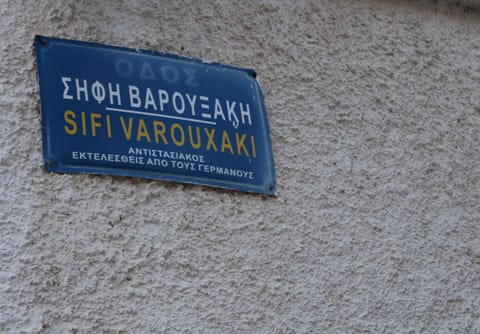 ΟΔΟΣ
ΣΗΦΗ ΒΑΡΟΥΞΑΚΗ
SIFI VAROUXAKI
ΑΝΤΙΣΤΑΣΙΑΚΟΣ
ΕΚΤΕΛΕΣΘΕΙΣ ΑΠΟ ΤΟΥΣ ΓΕΡΜΑΝΟΥΣ